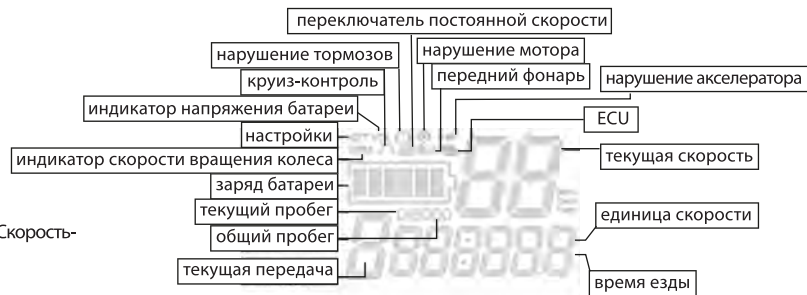 переключатель постоянной скорости
нарушение тормозов
нарушение мотора
круиз-контроль
передний фонарь
нарушение акселератора
индикатор напряжения батареи
ECU
настройки
текущая скорость
индикатор скорости вращения колеса
заряд батареи
текущий пробег
единица скорости
Скорость-
общий пробег
текущая передача
время езды